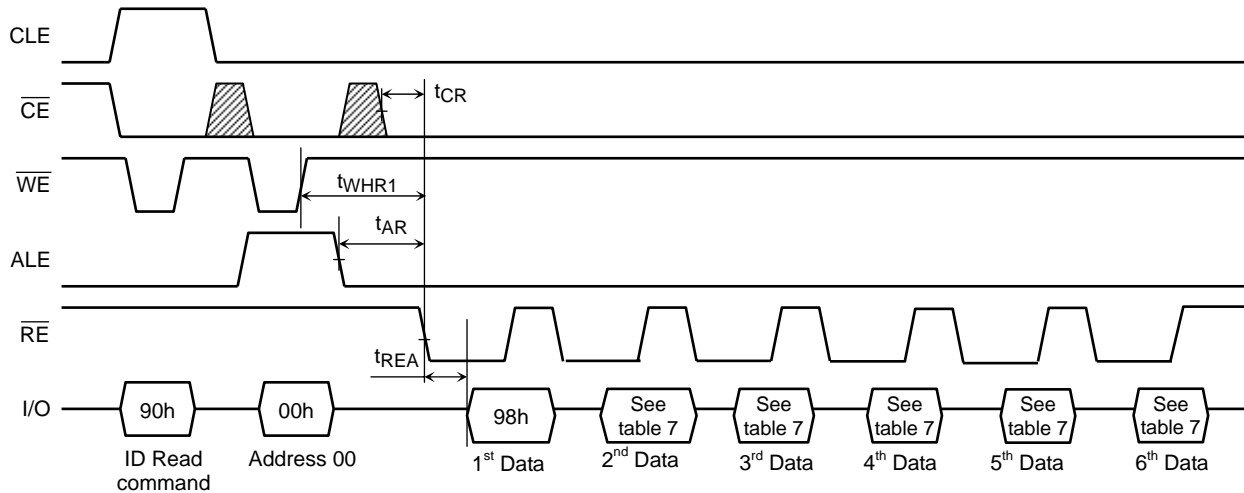 CLE
CE
tCR
WE
tWHR1
tAR
ALE
RE
tREA
I/O
90h
00h
98h
See table 7
See table 7
See table 7
See table 7
See table 7
ID Read command
Address 00
1st Data
2nd Data
3rd Data
4th Data
5th Data
6th Data